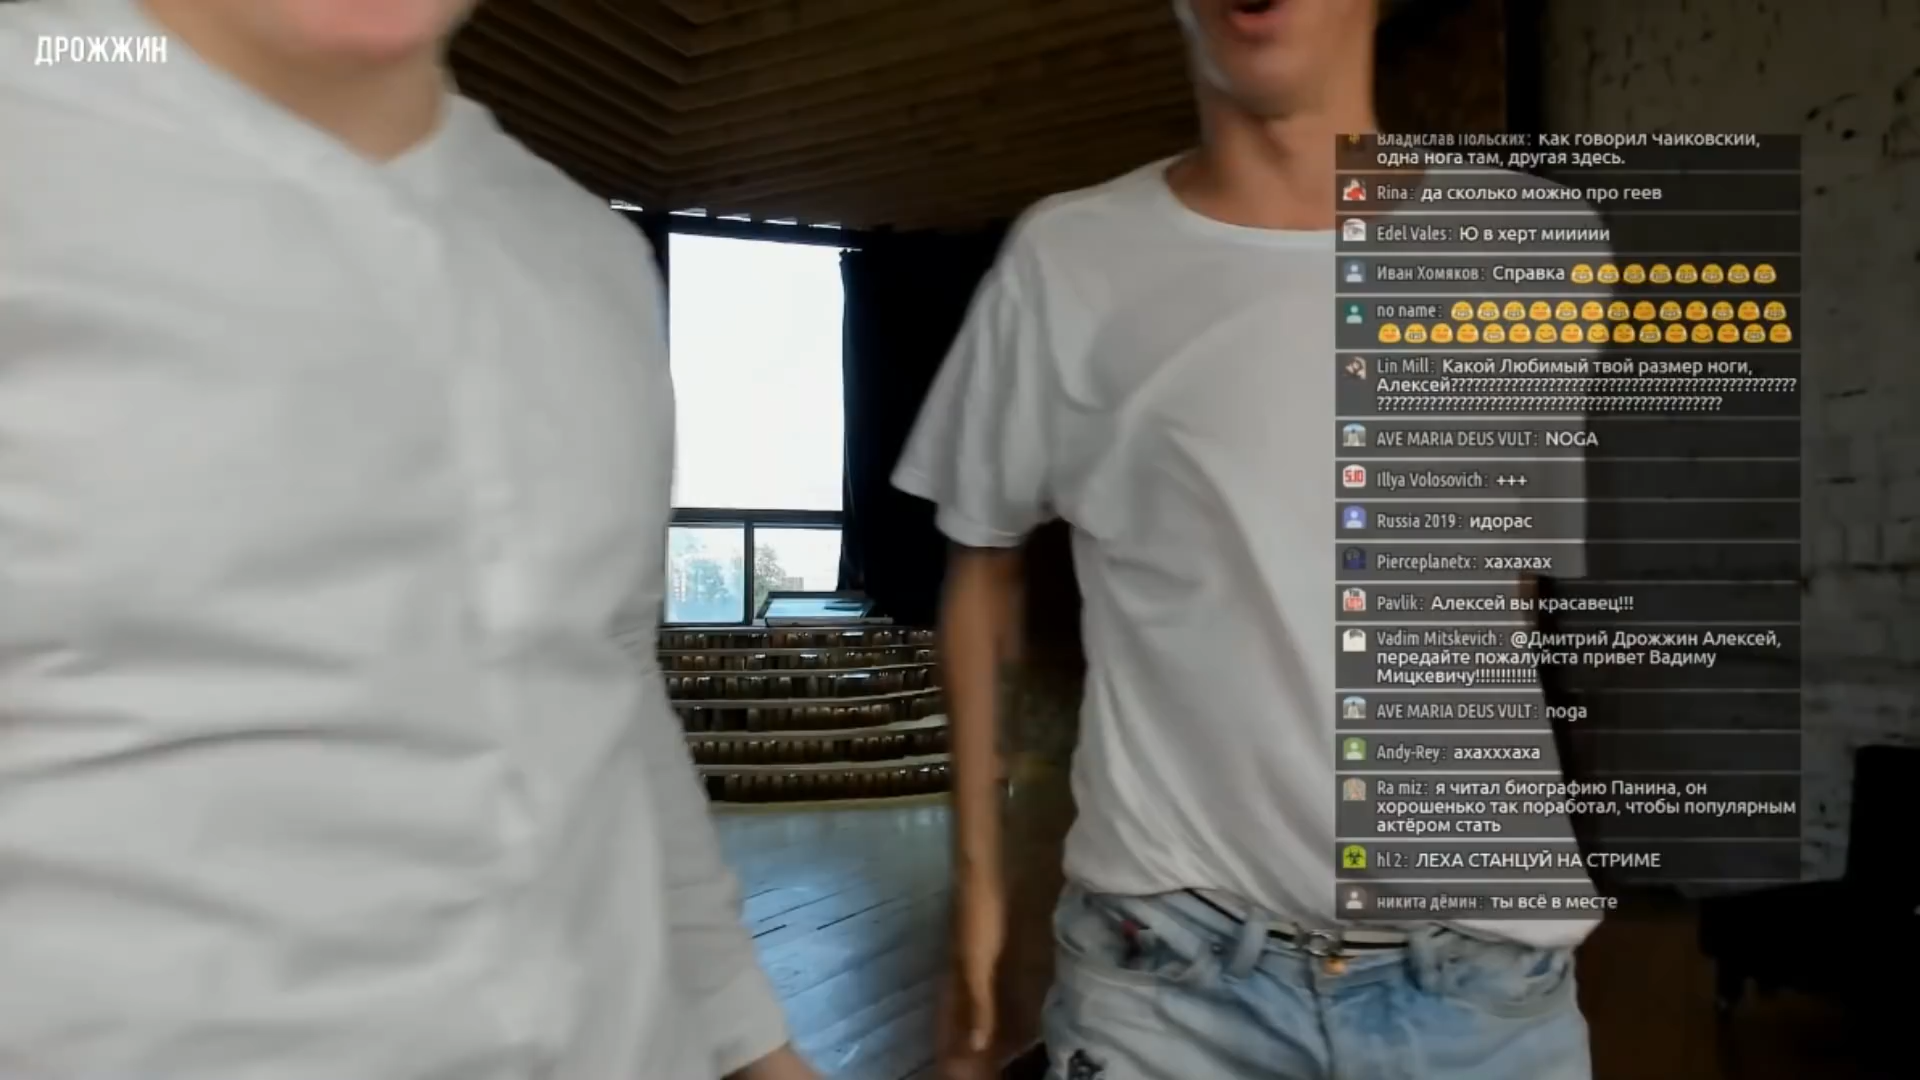 ДРОЖЖИН
Владислав Польских: Как говорил Чайковский,
одна нога там, другая здесь.
Rina: да сколько можно про геев
Edel Vales: Ю в херт миииии
Иван Хомяков: Справка 😂😂😂😂😂😂😂😂
no name:
Lin Mill: Какой Любимый твой размер ноги,
Алексей??????????????????????????????????????????????
??????????????????????????????????????????????
AVE MARIA DEUS VULT: NOGA
Illya Volosovich: +++
Russia 2019: идорас
Pierceplanetx: хахахах
Pavlik: Алексей вы красавец!!!
Vadim Mitskevich: @Дмитрий Дрожжин Алексей,
передайте пожалуйста привет Вадиму
Мицкевичу!!!!!!!!!!!!
AVE MARIA DEUS VULT: noga
Andy-Rey: ахахххаха
Ra miz: я читал биографию Панина, он
хорошенько так поработал, чтобы популярным
актёром стать
hl 2: ЛЕХА СТАНЦУЙ НА СТРИМЕ
никита дёмин: ты всё в месте